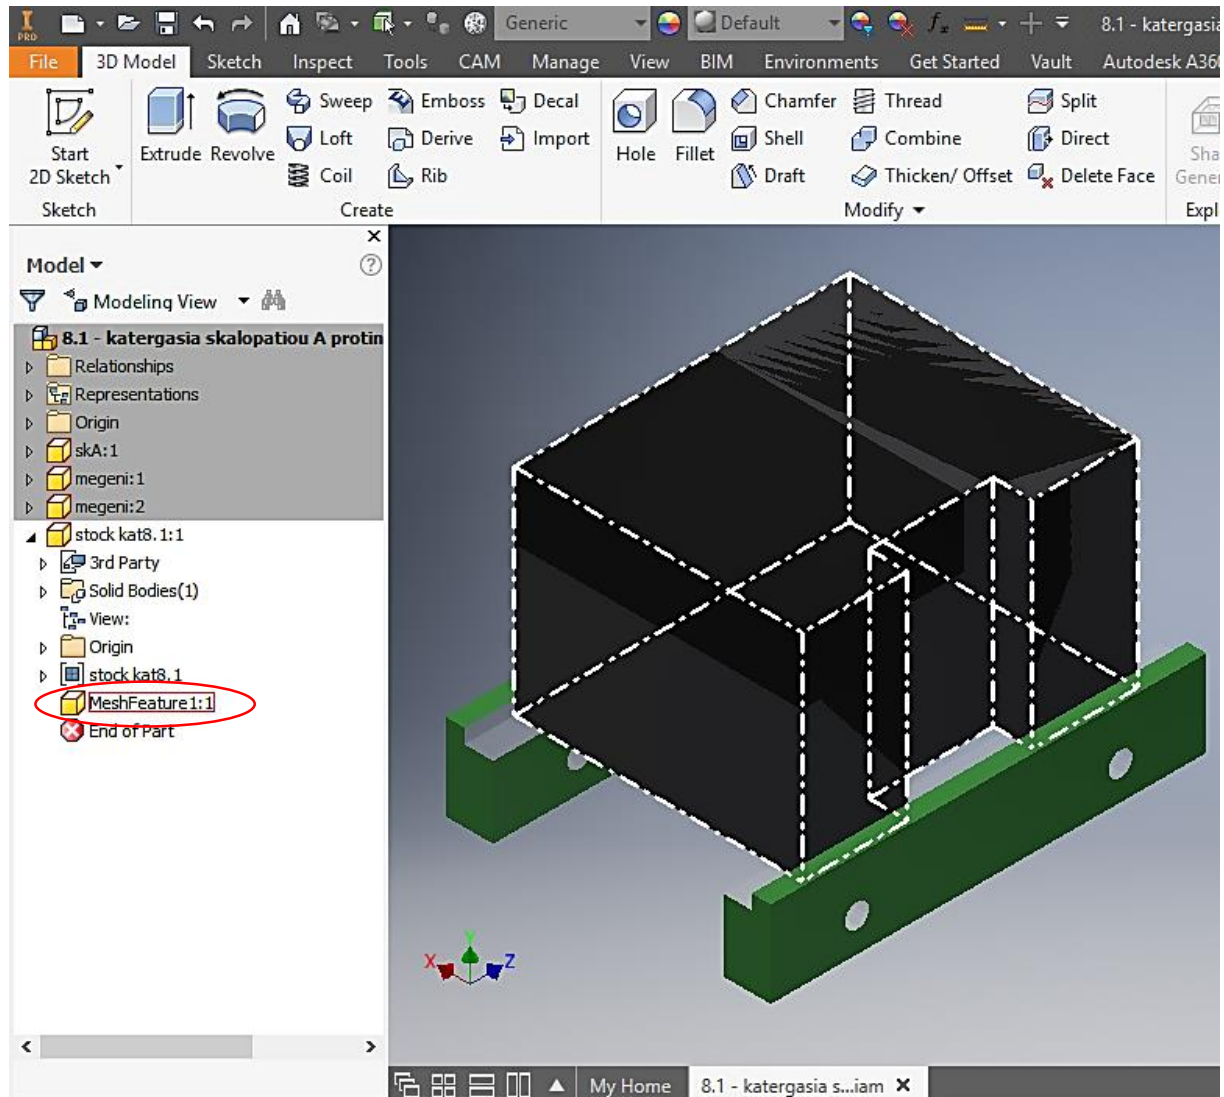 PRO
Generic
Default
fx
8.1 - katergasia
File 3D Model Sketch Inspect Tools CAM Manage View BIM Environments Get Started Vault Autodesk A360
Start
2D Sketch
Extrude
Revolve
Sweep
Loft
Coil
Emboss
Derive
Rib
Decal
Import
Hole
Fillet
Chamfer
Shell
Draft
Thread
Combine
Thicken/ Offset
Split
Direct
Delete Face
Sha
Gener
Sketch
Create
Modify
Expl
Model
Modeling View
8.1 - katergasia skalopatiou A protin
Relationships
Representations
Origin
skA:1
megeni:1
megeni:2
stock kat8.1:1
3rd Party
Solid Bodies(1)
View:
Origin
stock kat8.1
MeshFeature1:1
End of Part
Y
X
Z
My Home
8.1 - katergasia s...iam